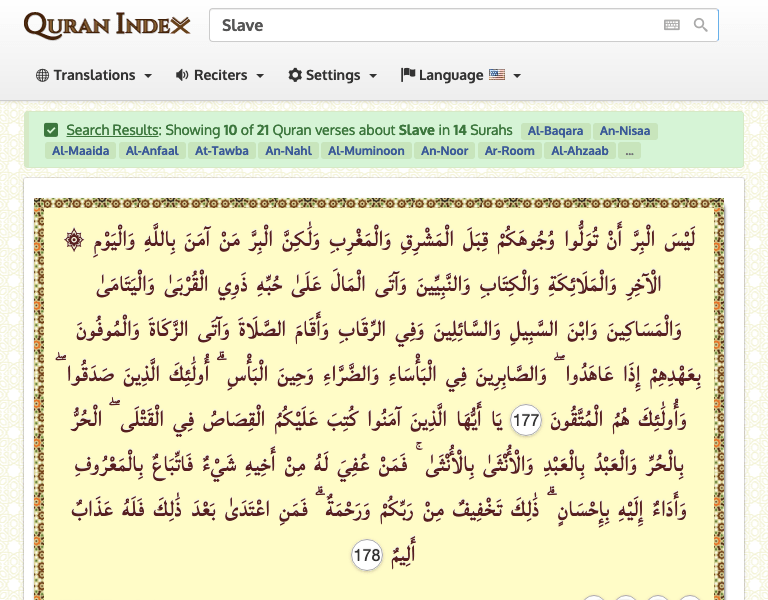 QURAN INDEX
Slave
Translations Reciters Settings Language
Search Results: Showing 10 of 21 Quran verses about Slave in 14 Surahs Al-Baqara An-Nisaa
Al-Maaida Al-Anfaal At-Tawba An-Nahl Al-Muminoon An-Noor Ar-Room Al-Ahzaab ...
لَيْسَ الْبِرَّ أَنْ تُوَلُّوا وُجُوهَكُمْ قِبَلَ الْمَشْرِقِ وَالْمَغْرِبِ وَلَٰكِنَّ الْبِرَّ مَنْ آمَنَ بِاللَّهِ وَالْيَوْمِ ۞
الْآخِرِ وَالْمَلَائِكَةِ وَالْكِتَابِ وَالنَّبِيِّينَ وَآتَى الْمَالَ عَلَىٰ حُبِّهِ ذَوِي الْقُرْبَىٰ وَالْيَتَامَىٰ
وَالْمَسَاكِينَ وَابْنَ السَّبِيلِ وَالسَّائِلِينَ وَفِي الرِّقَابِ وَأَقَامَ الصَّلَاةَ وَآتَى الزَّكَاةَ وَالْمُوفُونَ
بِعَهْدِهِمْ إِذَا عَاهَدُوا ۖ وَالصَّابِرِينَ فِي الْبَأْسَاءِ وَالضَّرَّاءِ وَحِينَ الْبَأْسِ ۗ أُولَٰئِكَ الَّذِينَ صَدَقُوا ۖ
وَأُولَٰئِكَ هُمُ الْمُتَّقُونَ 177 يَا أَيُّهَا الَّذِينَ آمَنُوا كُتِبَ عَلَيْكُمُ الْقِصَاصُ فِي الْقَتْلَى ۖ الْحُرُّ
بِالْحُرِّ وَالْعَبْدُ بِالْعَبْدِ وَالْأُنْثَىٰ بِالْأُنْثَىٰ ۚ فَمَنْ عُفِيَ لَهُ مِنْ أَخِيهِ شَيْءٌ فَاتِّبَاعٌ بِالْمَعْرُوفِ
وَأَدَاءٌ إِلَيْهِ بِإِحْسَانٍ ۗ ذَٰلِكَ تَخْفِيفٌ مِنْ رَبِّكُمْ وَرَحْمَةٌ ۗ فَمَنِ اعْتَدَىٰ بَعْدَ ذَٰلِكَ فَلَهُ عَذَابٌ
أَلِيمٌ 178